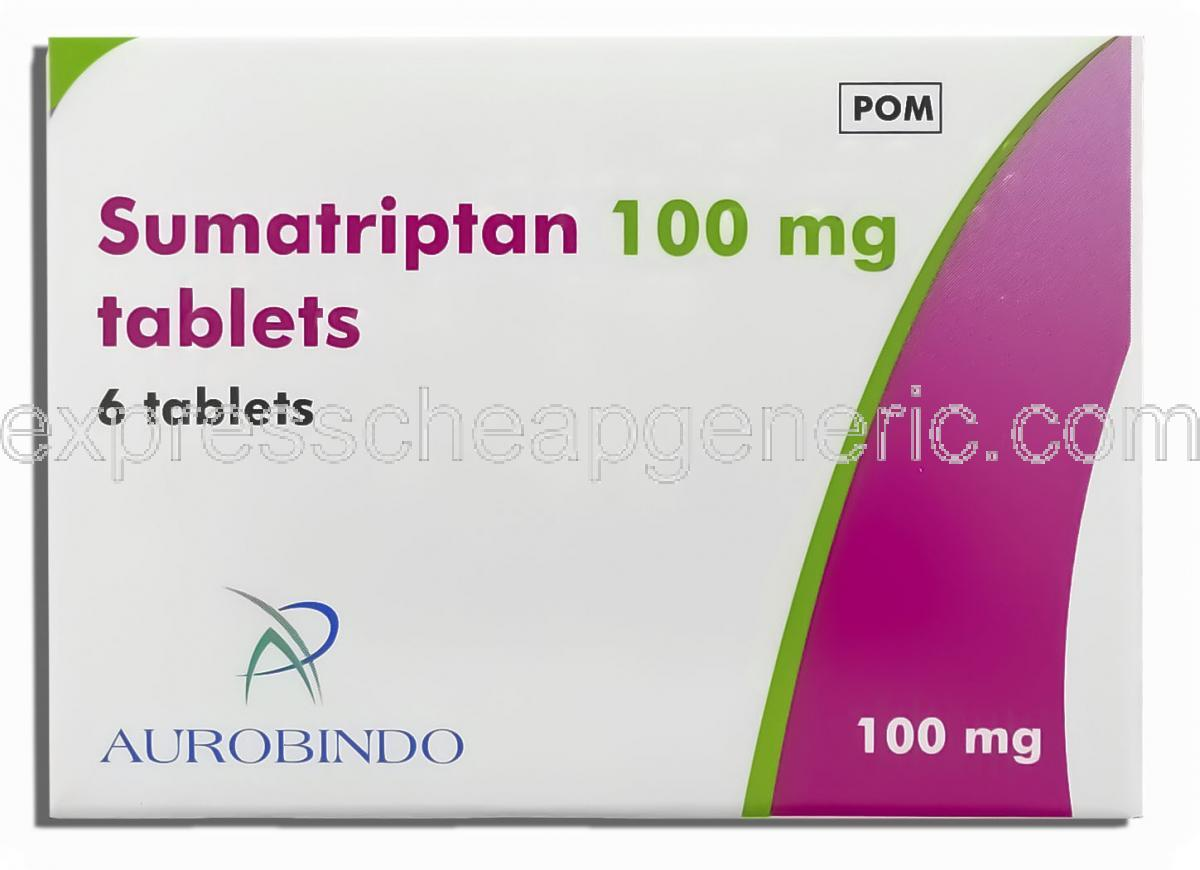 POM
Sumatriptan 100 mg
tablets
6 tablets
expresscheapgeneric.com
AUROBINDO
100 mg